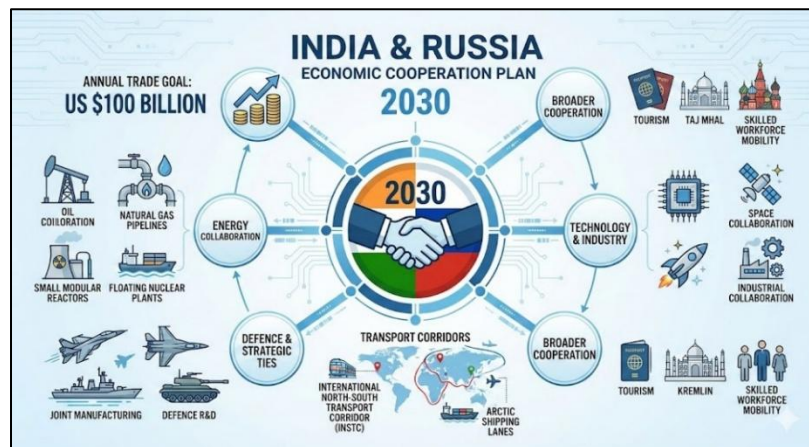 INDIA & RUSSIA
ECONOMIC COOPERATION PLAN
2030
ANNUAL TRADE GOAL:
US $100 BILLION
OIL
COILORATION
NATURAL GAS
PIPELINES
SMALL MODULAR
REACTORS
FLOATING NUCLEAR
PLANTS
ENERGY
COLLABORATION
JOINT MANUFACTURING
DEFENCE R&D
DEFENCE &
STRATEGIC
TIES
2030
TRANSPORT CORRIDORS
INTERNATIONAL
NORTH-SOUTH
TRANSPORT
CORRIDOR
(INSTC)
ARCTIC
SHIPPING
LANES
BROADER
COOPERATION
TOURISM
TAJ MHAL
SKILLED
WORKFORCE
MOBILITY
TECHNOLOGY
& INDUSTRY
SPACE
COLLABORATION
INDUSTRIAL
COLLABORATION
BROADER
COOPERATION
TOURISM
KREMLIN
SKILLED
WORKFORCE
MOBILITY